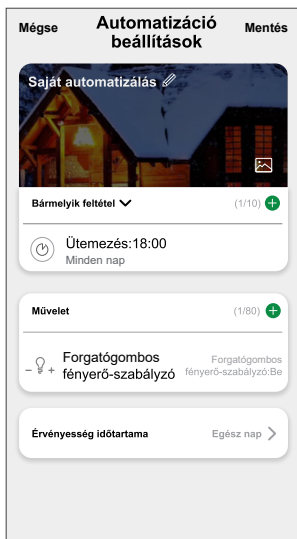 Mégse
Automatizáció
beállítások
Mentés
Saját automatizálás
Bármelyik feltétel
(1/10)
Ütemezés:18:00
Minden nap
Művelet
(1/80)
Forgatógombos
fényerő-szabályzó
Forgatógombos
fényerő-szabályzó:Be
Érvényesség időtartama
Egész nap